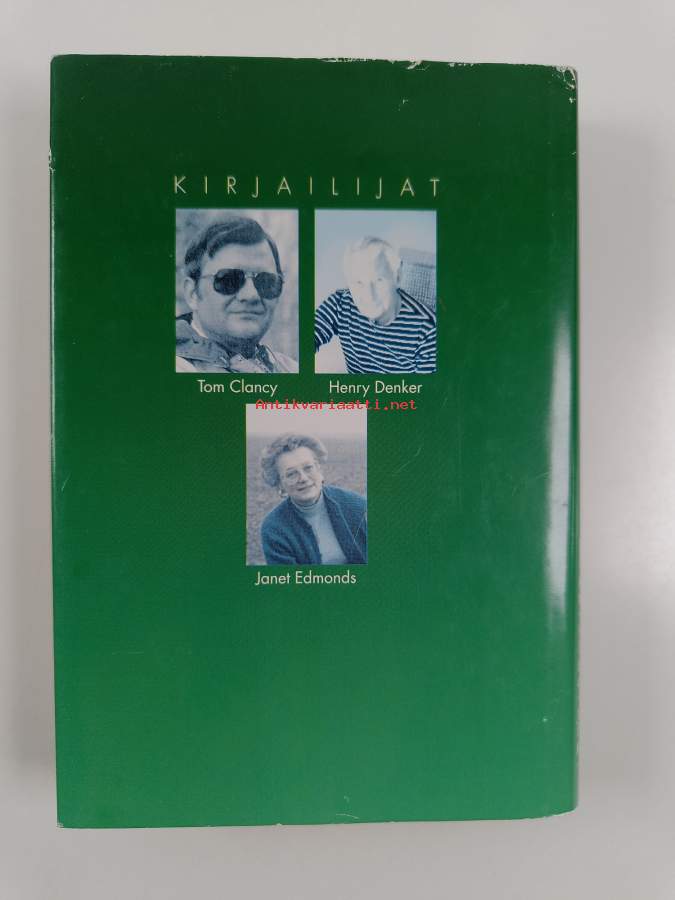 KIRJAILIJAT
Tom Clancy
Henry Denker
Antikvariaatti.net
Janet Edmonds